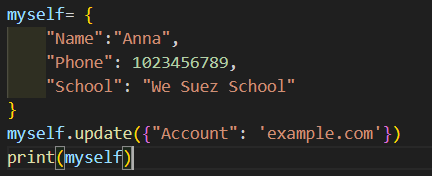 myself= {
    "Name":"Anna",
    "Phone": 1023456789,
    "School": "We Suez School"
}
myself.update({"Account": 'example.com'})
print(myself)